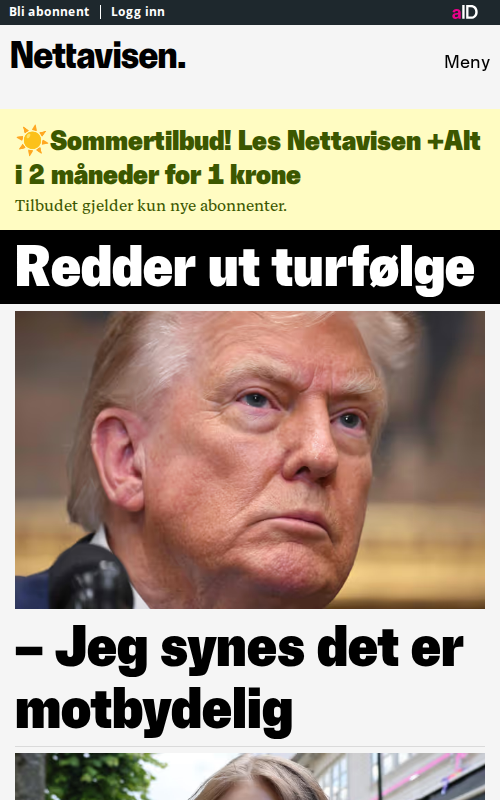 Bli abonnent
Logg inn
aID
Nettavisen.
Meny
☀️Sommertilbud! Les Nettavisen +Alt
i 2 måneder for 1 krone
Tilbudet gjelder kun nye abonnenter.
Redder ut turfølge
– Jeg synes det er
motbydelig